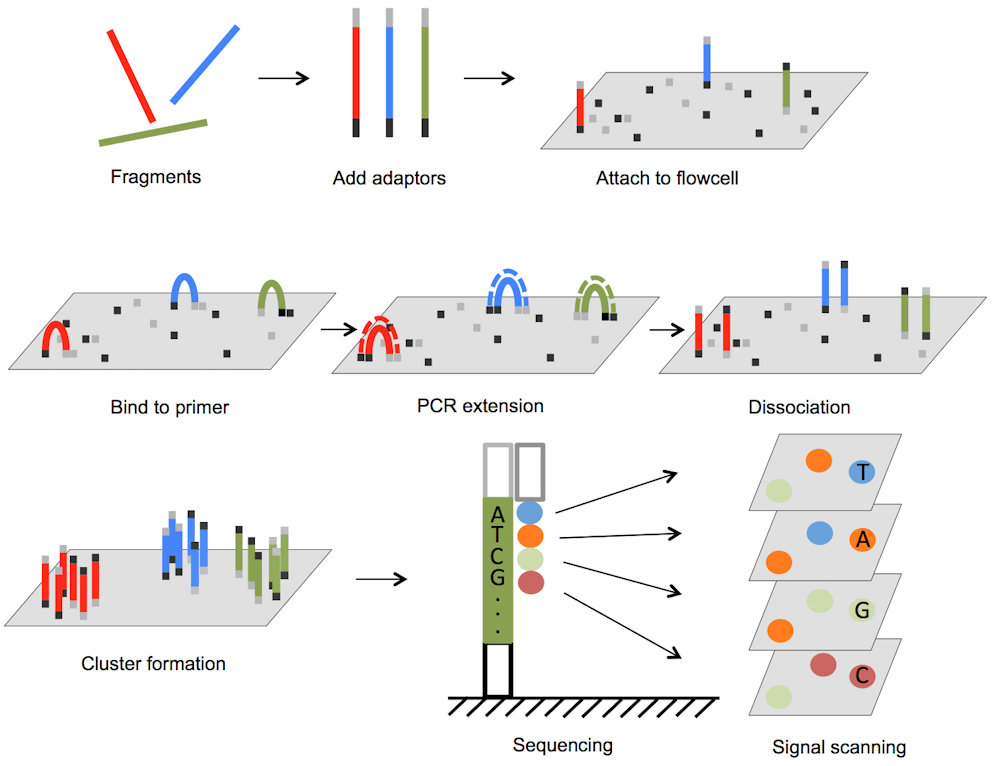 Fragments
Add adaptors
Attach to flowcell
Bind to primer
PCR extension
Dissociation
Cluster formation
A
T
C
G
.
.
.
Sequencing
T
A
G
C
Signal scanning